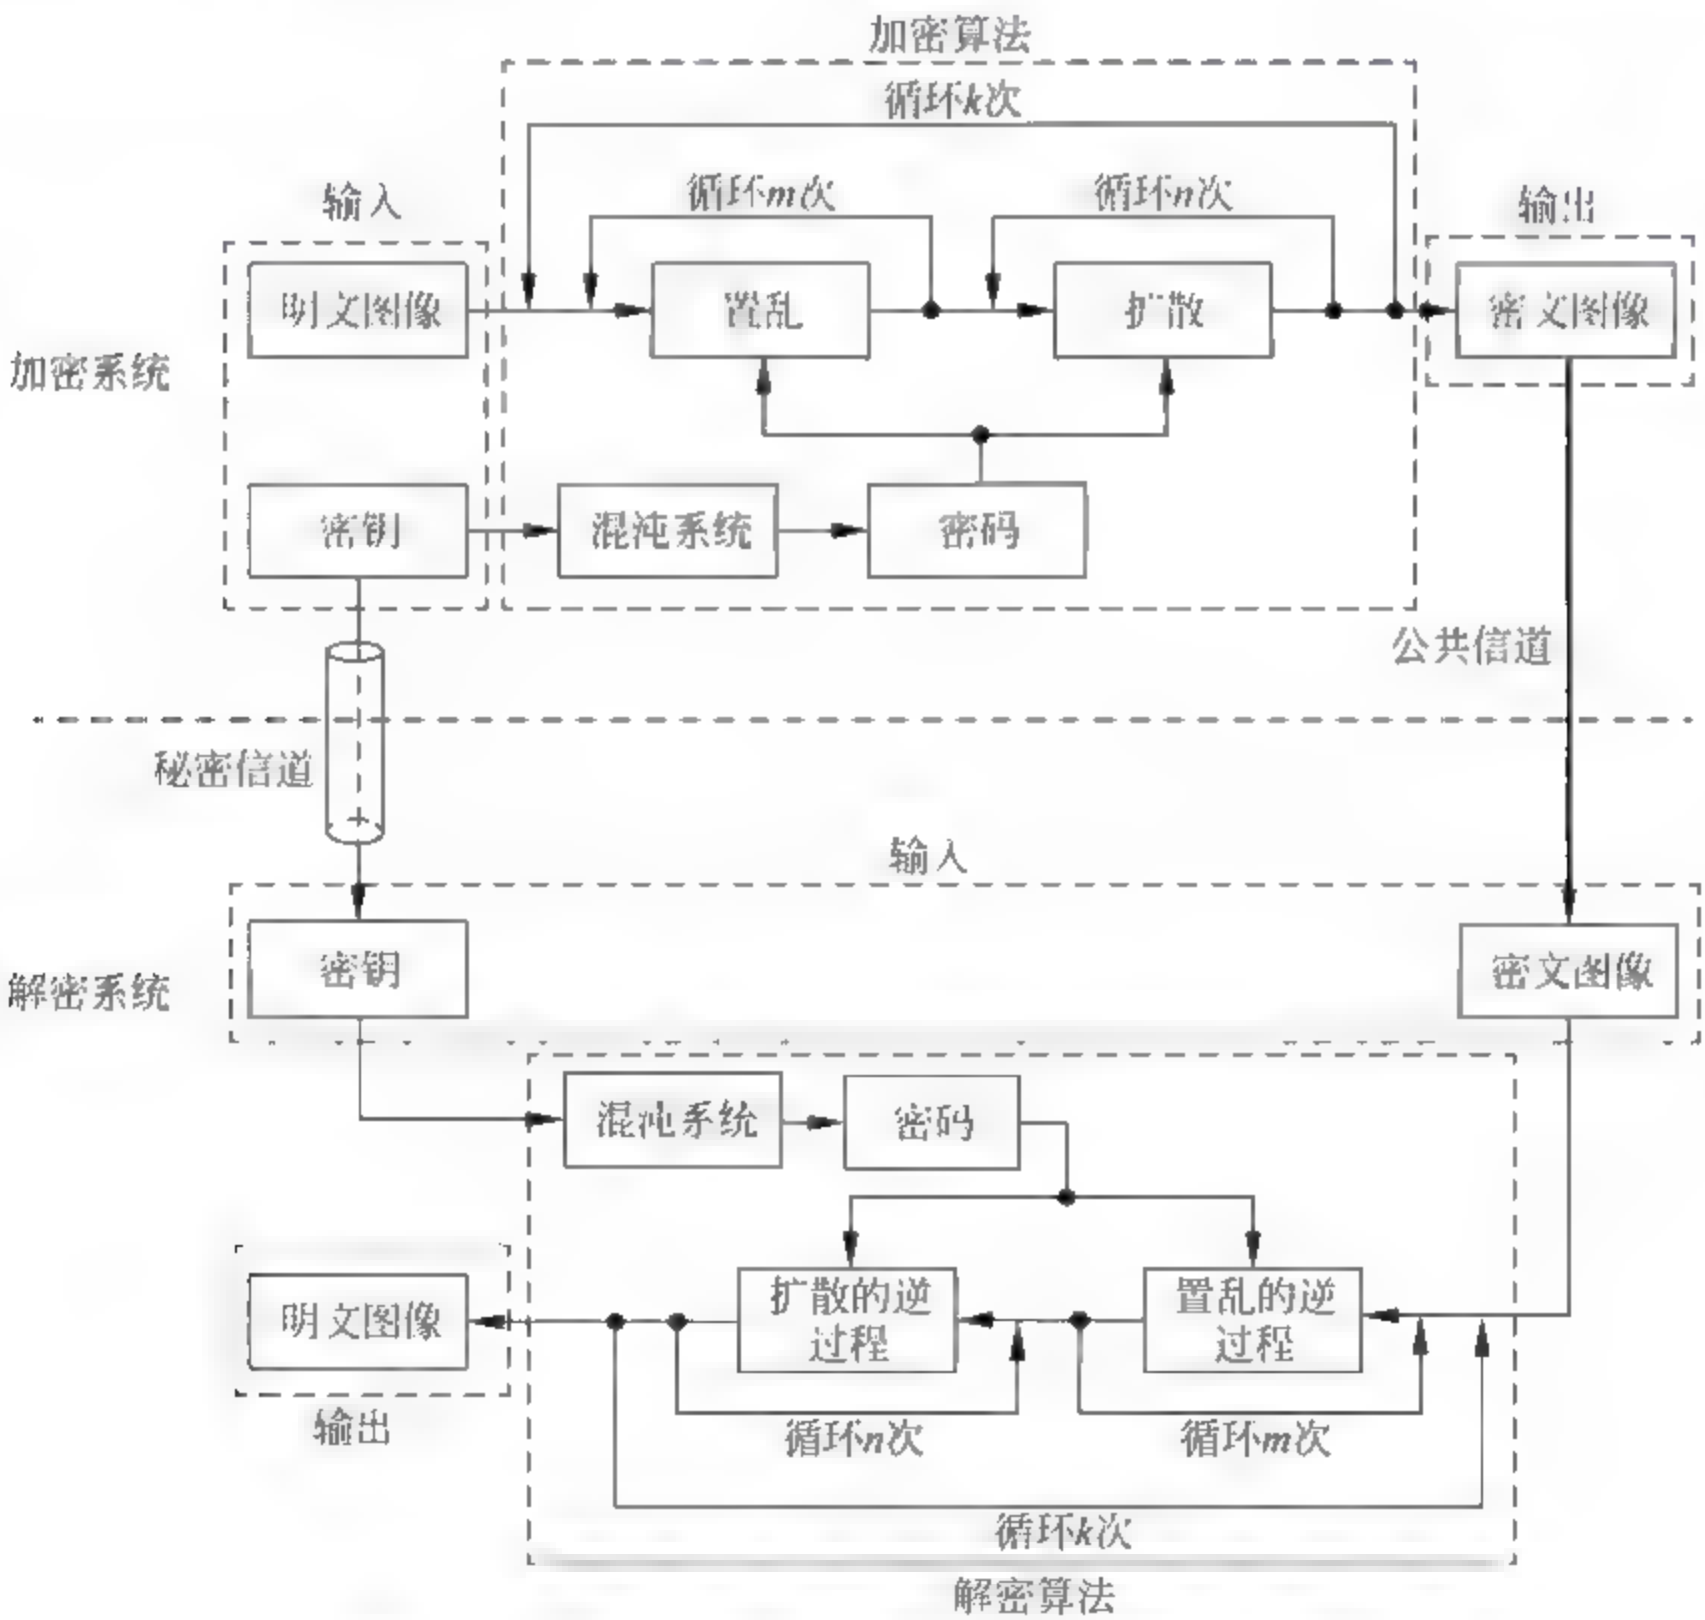 加密算法
循环k次
输入
循环m次
循环n次
输出
明文图像
置乱
扩散
密文图像
加密系统
密钥
混沌系统
密码
公共信道
秘密信道
输入
密钥
密文图像
解密系统
混沌系统
密码
明文图像
扩散的逆
过程
置乱的逆
过程
输出
循环n次
循环m次
循环k次
解密算法